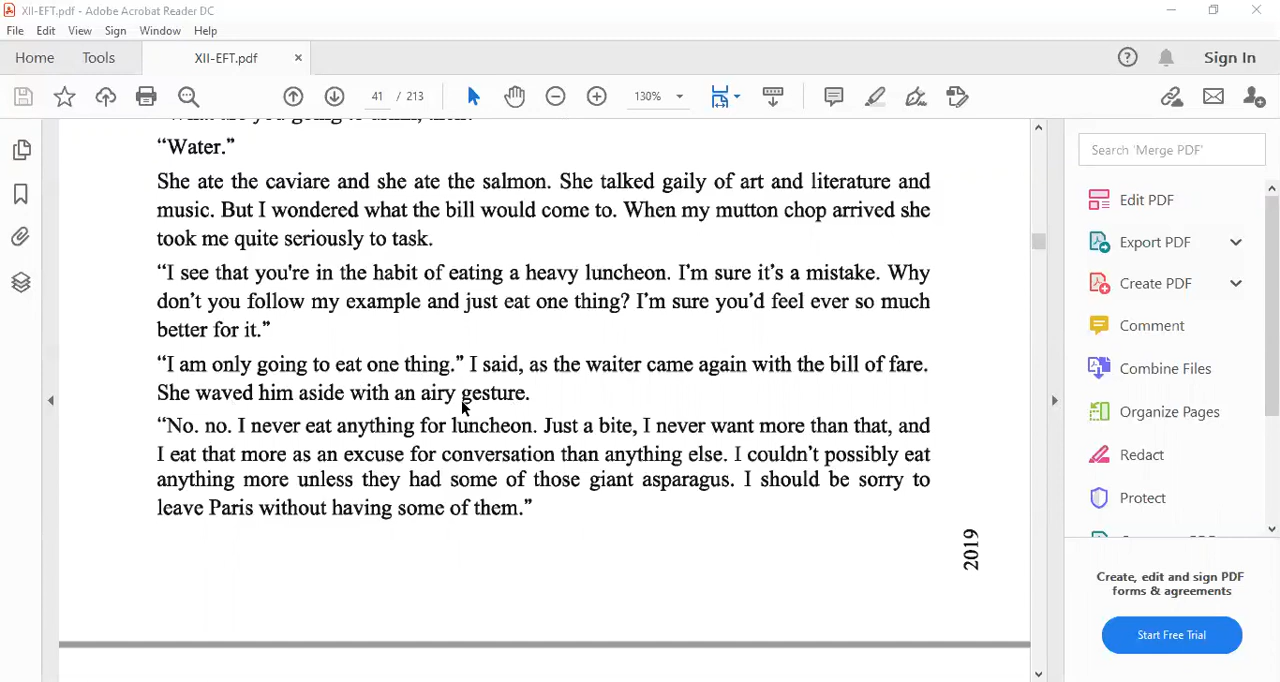 XII-EFT.pdf - Adobe Acrobat Reader DC
File Edit View Sign Window Help
Home Tools XII-EFT.pdf × Sign In
41 / 213 130%
“Water.”
She ate the caviare and she ate the salmon. She talked gaily of art and literature and
music. But I wondered what the bill would come to. When my mutton chop arrived she
took me quite seriously to task.
“I see that you're in the habit of eating a heavy luncheon. I’m sure it’s a mistake. Why
don’t you follow my example and just eat one thing? I’m sure you’d feel ever so much
better for it.”
“I am only going to eat one thing.” I said, as the waiter came again with the bill of fare.
She waved him aside with an airy gesture.
“No. no. I never eat anything for luncheon. Just a bite, I never want more than that, and
I eat that more as an excuse for conversation than anything else. I couldn’t possibly eat
anything more unless they had some of those giant asparagus. I should be sorry to
leave Paris without having some of them.”
2019
Search 'Merge PDF'
Edit PDF
Export PDF
Create PDF
Comment
Combine Files
Organize Pages
Redact
Protect
Create, edit and sign PDF
forms & agreements
Start Free Trial